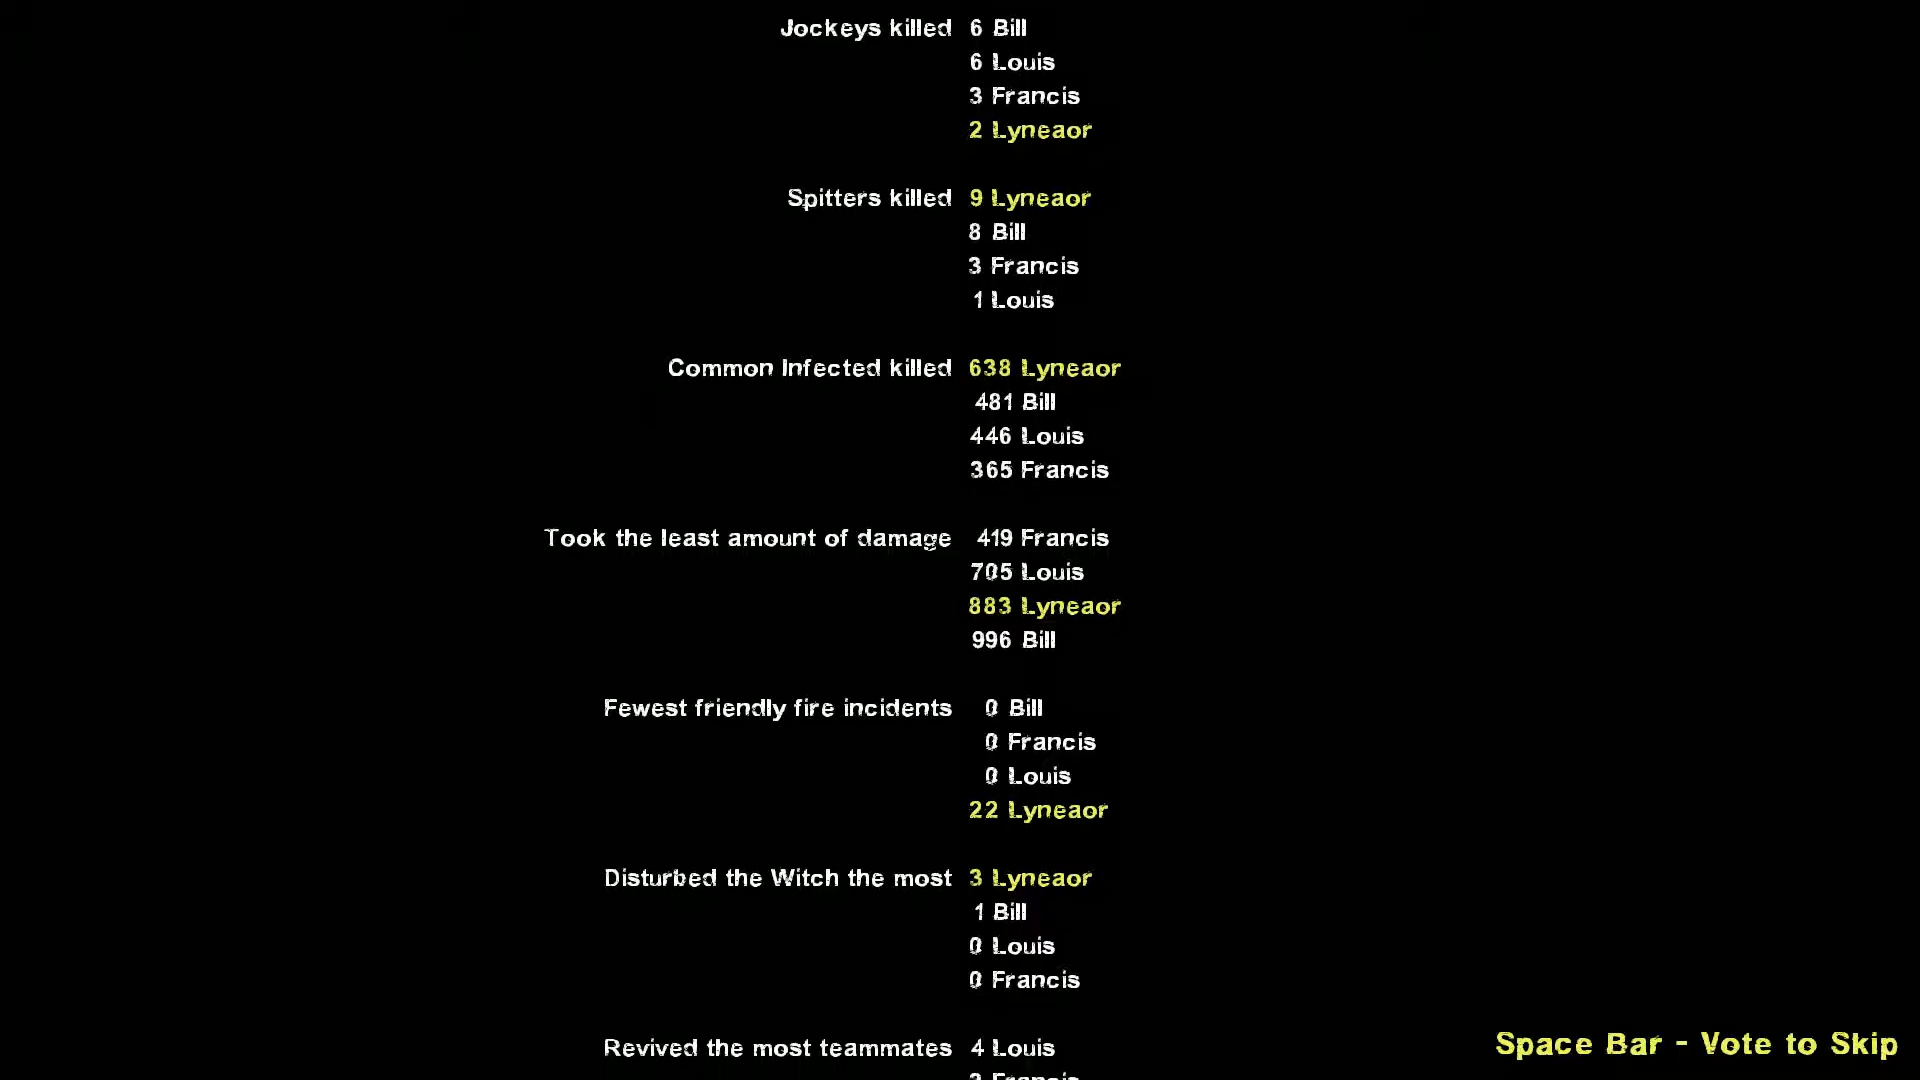 Jockeys killed 6 Bill
6 Louis
3 Francis
2 Lyneaor
Spitters killed 9 Lyneaor
8 Bill
3 Francis
1 Louis
Common Infected killed 638 Lyneaor
481 Bill
446 Louis
365 Francis
Took the least amount of damage 419 Francis
705 Louis
883 Lyneaor
996 Bill
Fewest friendly fire incidents 0 Bill
0 Francis
0 Louis
22 Lyneaor
Disturbed the Witch the most 3 Lyneaor
1 Bill
0 Louis
0 Francis
Revived the most teammates 4 Louis
Francis
Space Bar - Vote to Skip